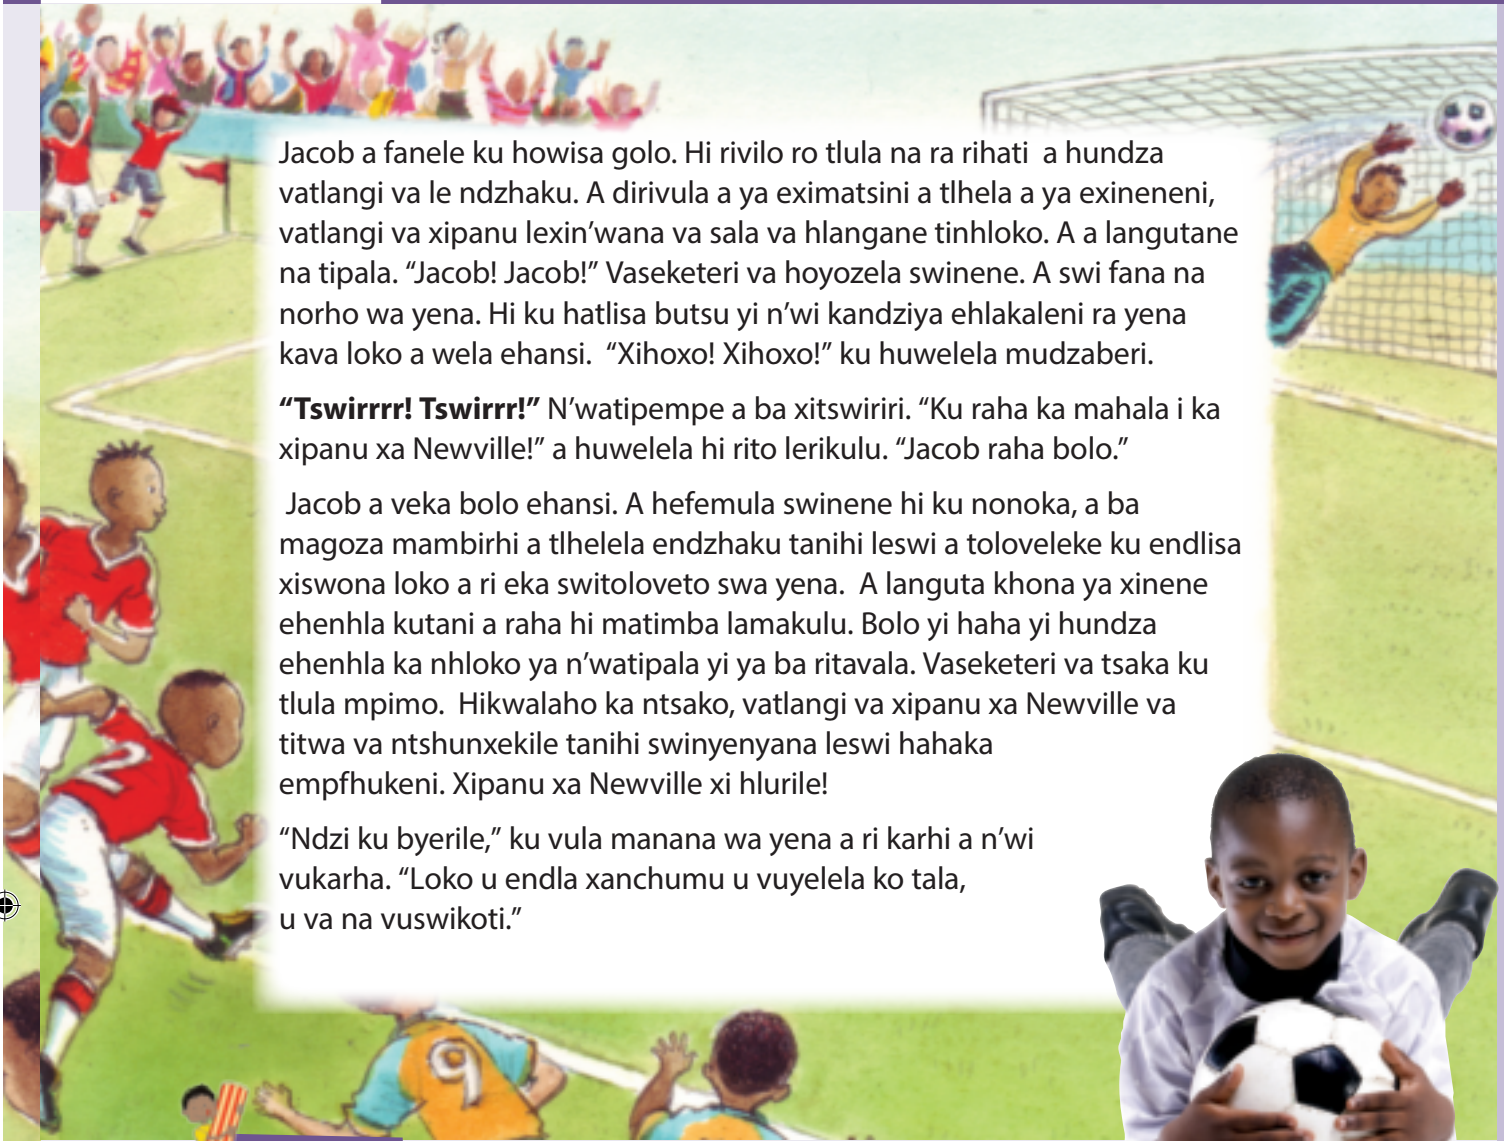 Jacob a fanele ku howisa golo. Hi rivilo ro tlula na ra rihati a hundza
vatlangi va le ndzhaku. A dirivula a ya eximatsini a tlhela a ya exineneni,
vatlangi va xipanu lexin’wana va sala va hlangane tinhloko. A a langutane
na tipala. “Jacob! Jacob!” Vaseketeri va hoyozela swinene. A swi fana na
norho wa yena. Hi ku hatlisa butsu yi n’wi kandziya ehlakaleni ra yena
kava loko a wela ehansi. “Xihoxo! Xihoxo!” ku huwelela mudzaberi.
“Tswirrrr! Tswirrr!” N’watipempe a ba xitswiriri. “Ku raha ka mahala i ka
xipanu xa Newville!” a huwelela hi rito lerikulu. “Jacob raha bolo.”
Jacob a veka bolo ehansi. A hefemula swinene hi ku nonoka, a ba
magoza mambirhi a tlhelela endzhaku tanihi leswi a toloveleke ku endlisa
xiswona loko a ri eka switoloveto swa yena. A languta khona ya xinene
ehenhla kutani a raha hi matimba lamakulu. Bolo yi haha yi hundza
ehenhla ka nhloko ya n’watipala yi ya ba ritavala. Vaseketeri va tsaka ku
tlula mpimo. Hikwalaho ka ntsako, vatlangi va xipanu xa Newville va
titwa va ntshunxekile tanihi swinyenyana leswi hahaka
empfhukeni. Xipanu xa Newville xi hlurile!
“Ndzi ku byerile,” ku vula manana wa yena a ri karhi a n’wi
vukarha. “Loko u endla xanchumu u vuyelela ko tala,
u va na vuswikoti.”
2
9